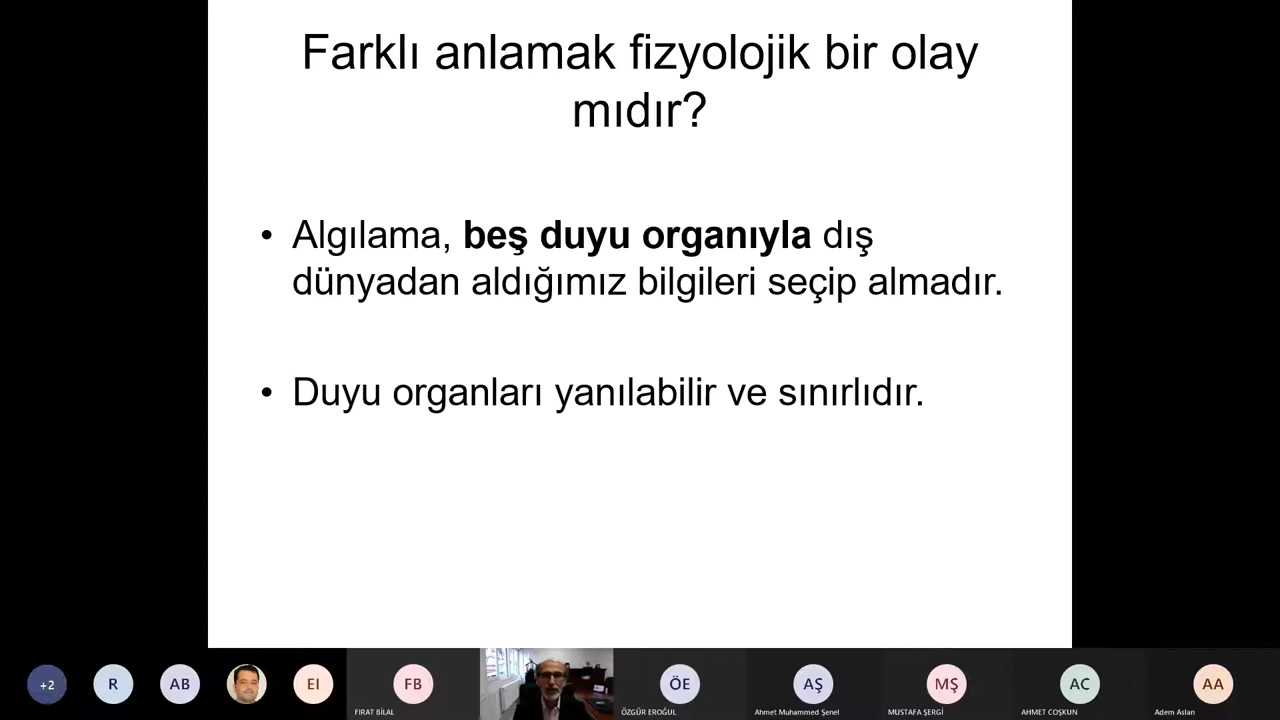 Farklı anlamak fizyolojik bir olay
mıdır?
• Algılama, beş duyu organıyla dış
dünyadan aldığımız bilgileri seçip almadır.
• Duyu organları yanılabilir ve sınırlıdır.
+2
R
AB
EI
FB
FIRAT BİLAL
ÖE
ÖZGÜR EROĞUL
AŞ
Ahmet Muhammed Şenel
MŞ
MUSTAFA ŞERGİ
AC
AHMET COŞKUN
AA
Adem Aslan